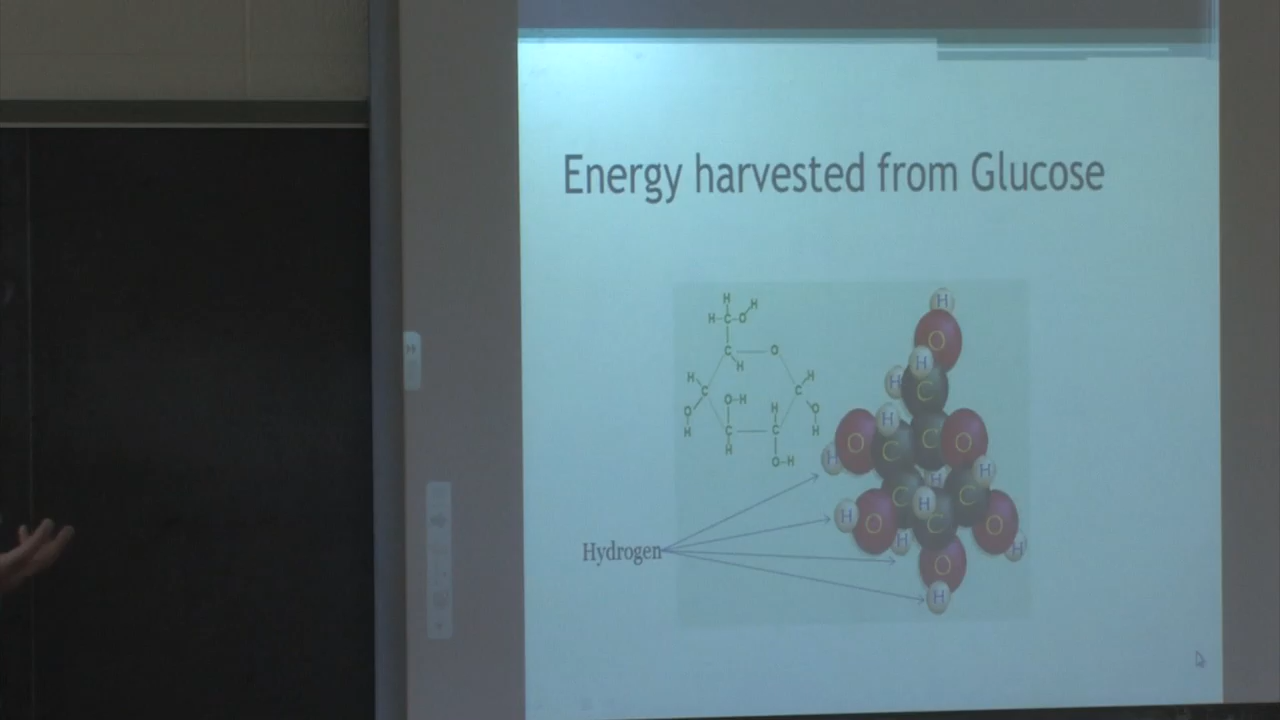 Energy harvested from Glucose
H
H
H-C-O
C O
H
H H
C O-H C
H
O O
H C C H
H
O-H
H
O
H
H C
H
O C C O
H H
H
C H C
H O C O
H H
O
H
Hydrogen